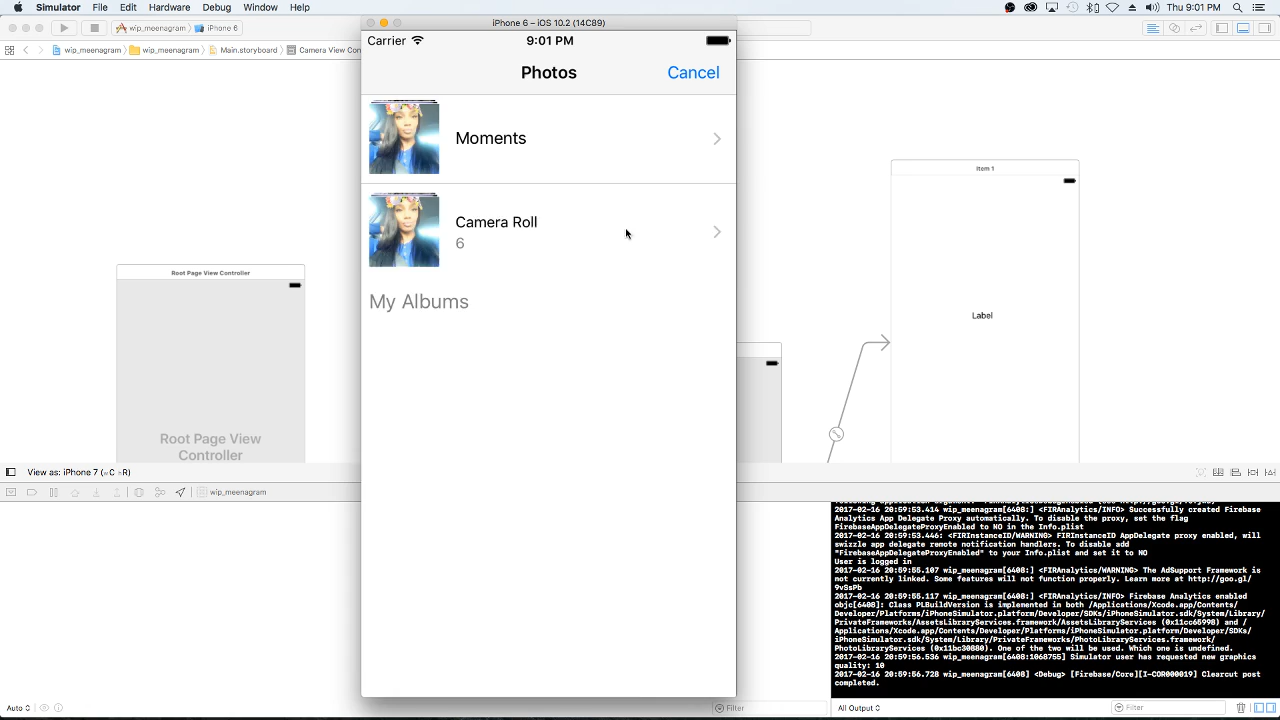 Simulator File Edit Hardware Debug Window Help
Thu 9:01 PM
iPhone 6 – iOS 10.2 (14C89)
wip_meenagram iPhone 6
wip_meenagram wip_meenagram Main.storyboard Camera View Con
Carrier 9:01 PM
Photos Cancel
Moments
Camera Roll
6
My Albums
Item 1
Label
Root Page View Controller
Root Page View
Controller
View as: iPhone 7 (wC hR)
wip_meenagram
2017-02-16 20:59:53.414 wip_meenagram[6408:] <FIRAnalytics/INFO> Successfully created Firebase
Analytics App Delegate Proxy automatically. To disable the proxy, set the flag
FirebaseAppDelegateProxyEnabled to NO in the Info.plist
2017-02-16 20:59:53.446: <FIRInstanceID/WARNING> FIRInstanceID AppDelegate proxy enabled, will
swizzle app delegate remote notification handlers. To disable add
"FirebaseAppDelegateProxyEnabled" to your Info.plist and set it to NO
User is logged in
2017-02-16 20:59:55.107 wip_meenagram[6408:] <FIRAnalytics/WARNING> The AdSupport Framework is
not currently linked. Some features will not function properly. Learn more at http://goo.gl/
9vSsPb
2017-02-16 20:59:55.117 wip_meenagram[6408:] <FIRAnalytics/INFO> Firebase Analytics enabled
objc[6408]: Class PLBuildVersion is implemented in both /Applications/Xcode.app/Contents/
Developer/Platforms/iPhoneSimulator.platform/Developer/SDKs/iPhoneSimulator.sdk/System/Library/
PrivateFrameworks/AssetsLibraryServices.framework/AssetsLibraryServices (0x11cc65998) and /
Applications/Xcode.app/Contents/Developer/Platforms/iPhoneSimulator.platform/Developer/SDKs/
iPhoneSimulator.sdk/System/Library/PrivateFrameworks/PhotoLibraryServices.framework/
PhotoLibraryServices (0x11bc30880). One of the two will be used. Which one is undefined.
2017-02-16 20:59:56.536 wip_meenagram[6408:1068755] Simulator user has requested new graphics
quality: 10
2017-02-16 20:59:56.728 wip_meenagram[6408] <Debug> [Firebase/Core][I-COR000019] Clearcut post
completed.
Auto Filter All Output Filter